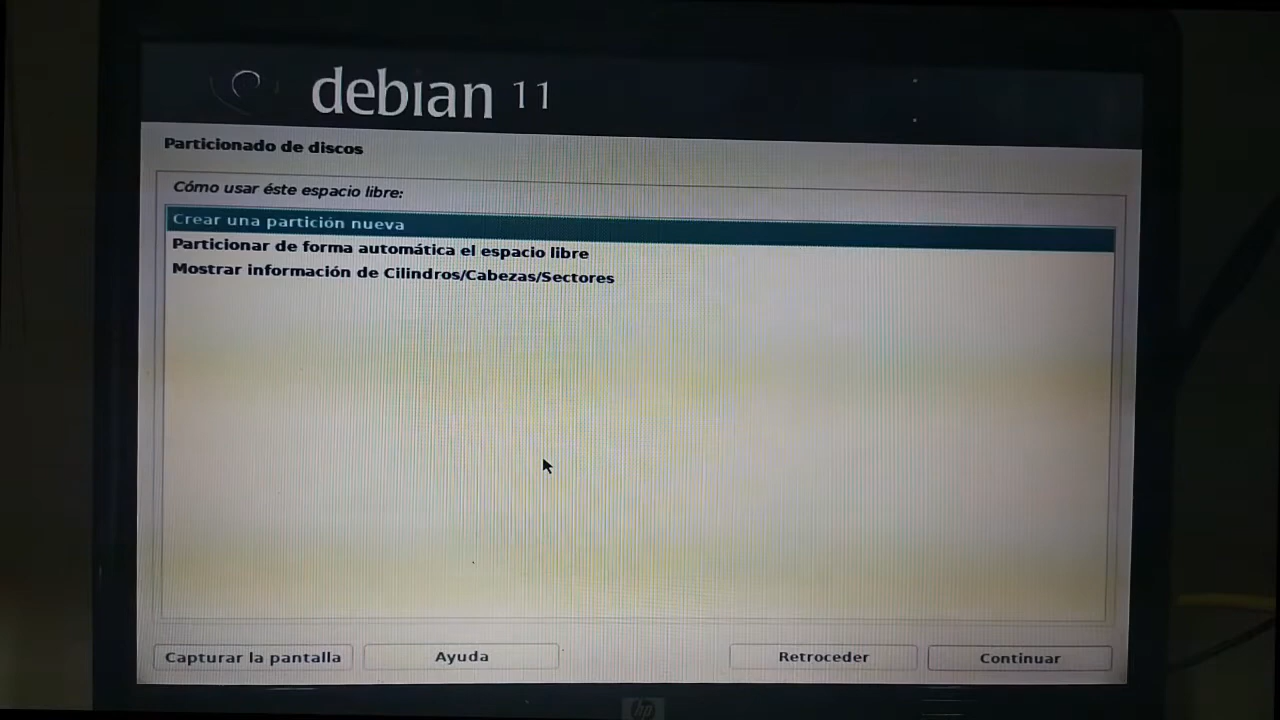 debian 11
Particionado de discos
Cómo usar éste espacio libre:
Crear una partición nueva
Particionar de forma automática el espacio libre
Mostrar información de Cilindros/Cabezas/Sectores
Capturar la pantalla
Ayuda
Retroceder
Continuar
hp